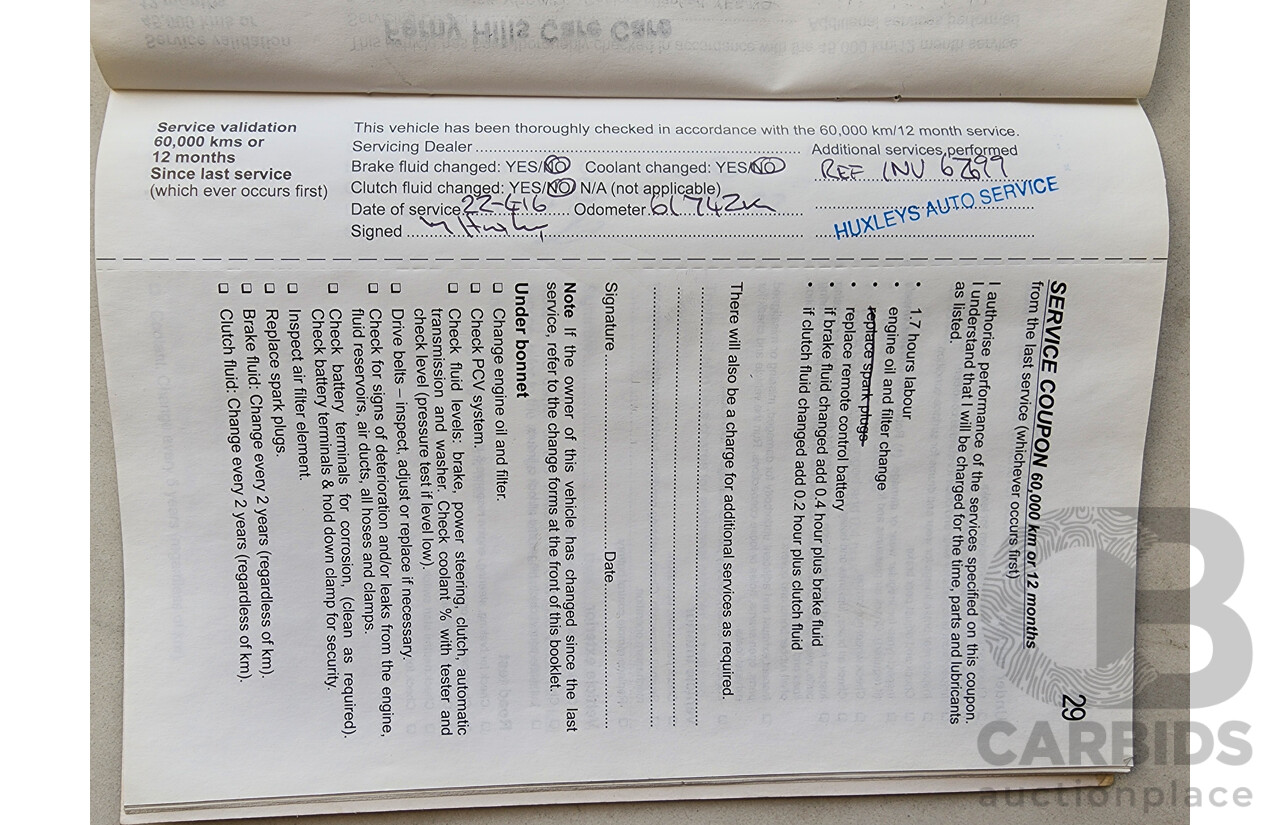 Ferny Hills Care Care
Service validation
60,000 kms or
12 months
Since last service
(which ever occurs first)
This vehicle has been thoroughly checked in accordance with the 60,000 km/12 month service.
Servicing Dealer
Additional services performed
Brake fluid changed: YES/NO Coolant changed: YES/NO
REF INV 67699
Clutch fluid changed: YES/NO N/A (not applicable)
HUXLEYS AUTO SERVICE
Date of service 22-4-16 Odometer 61742km
Signed
29
SERVICE COUPON 60,000 km or 12 months
from the last service (whichever occurs first)
I authorise performance of the services specified on this coupon.
I understand that I will be charged for the time, parts and lubricants
as listed.
• 1.7 hours labour
• engine oil and filter change
• replace spark plugs
• replace remote control battery
• if brake fluid changed add 0.4 hour plus brake fluid
• if clutch fluid changed add 0.2 hour plus clutch fluid
There will also be a charge for additional services as required.
Signature Date
Note If the owner of this vehicle has changed since the last
service, refer to the change forms at the front of this booklet.
Under bonnet
❑ Change engine oil and filter.
❑ Check PCV system.
❑ Check fluid levels: brake, power steering, clutch, automatic
transmission and washer. Check coolant % with tester and
check level (pressure test if level low).
❑ Drive belts – inspect, adjust or replace if necessary.
❑ Check for signs of deterioration and/or leaks from the engine,
fluid reservoirs, air ducts, all hoses and clamps.
❑ Check battery terminals for corrosion, (clean as required).
Check battery terminals & hold down clamp for security.
❑ Inspect air filter element.
❑ Replace spark plugs.
❑ Brake fluid: Change every 2 years (regardless of km).
❑ Clutch fluid: Change every 2 years (regardless of km).
CARBIDS
auctionplace